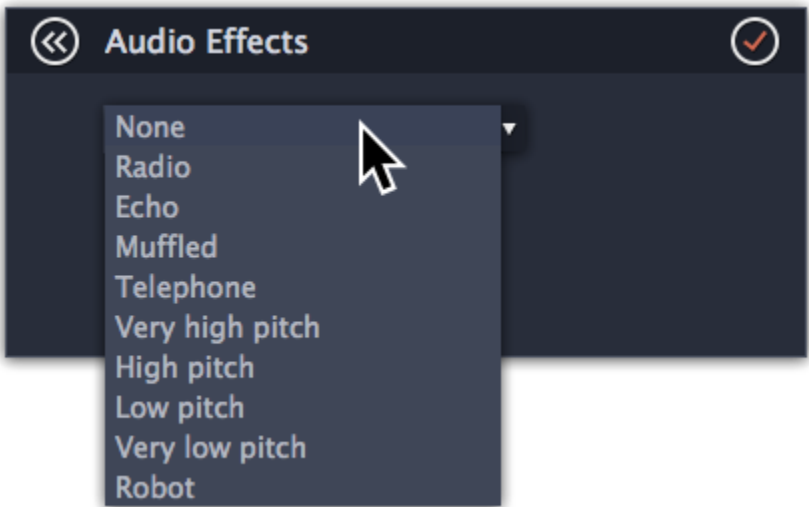 Audio Effects
None
Radio
Echo
Muffled
Telephone
Very high pitch
High pitch
Low pitch
Very low pitch
Robot